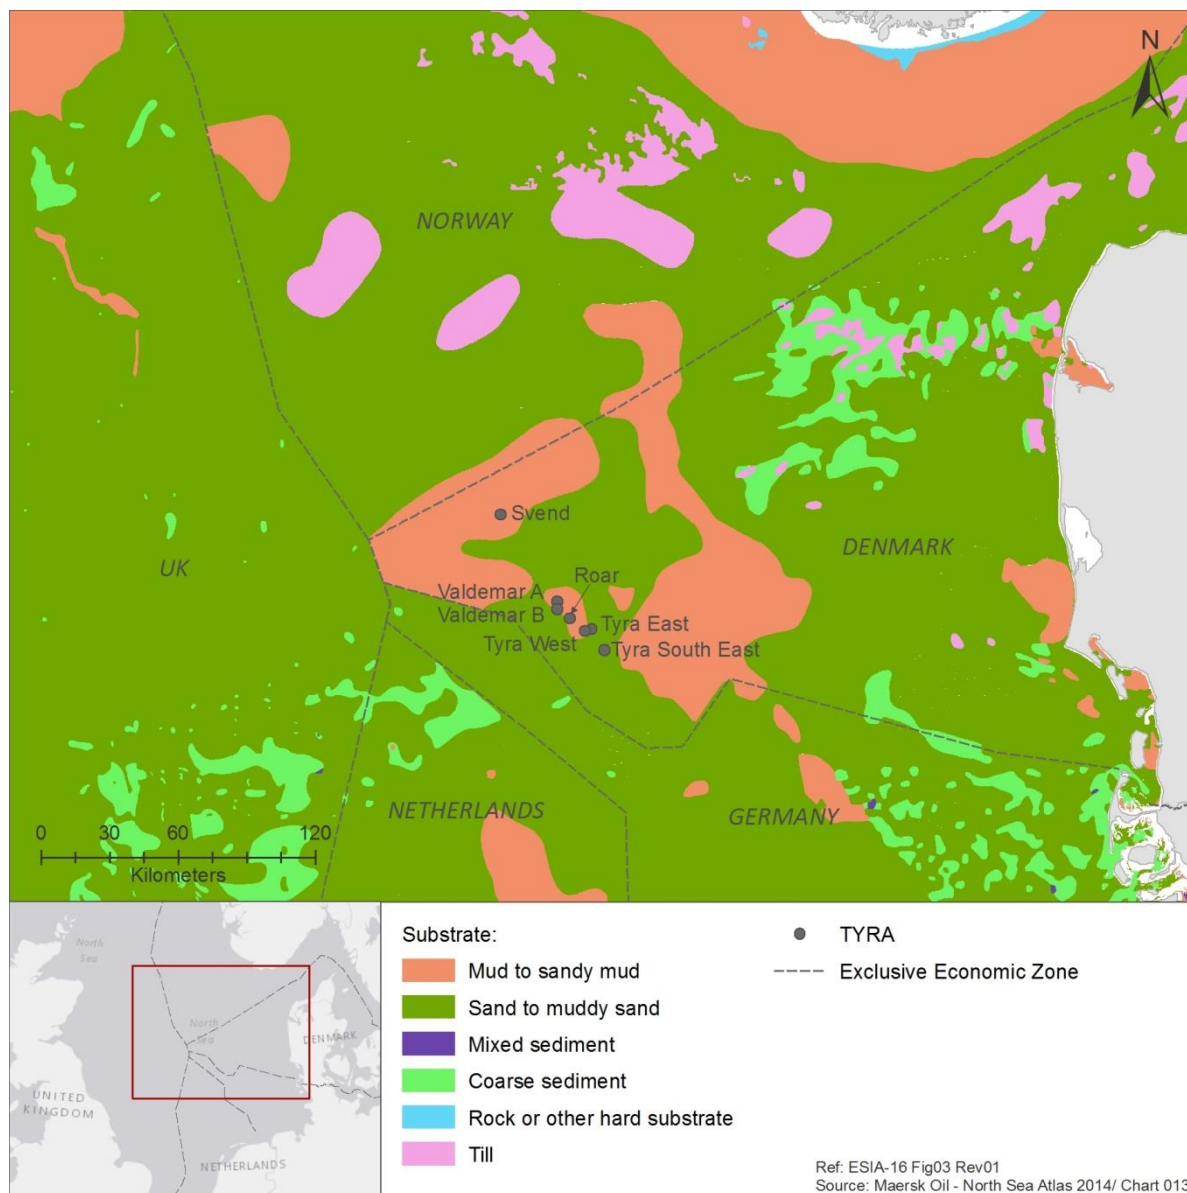 N
NORWAY
Svend
DENMARK
UK
Roar
Valdemar A
Valdemar B
Tyra East
Tyra West
Tyra South East
NETHERLANDS
GERMANY
0 30 60 120
Kilometers
North
Sea
North
Sea
DENMARK
UNITED
KINGDOM
NETHERLANDS
Substrate:
Mud to sandy mud
Sand to muddy sand
Mixed sediment
Coarse sediment
Rock or other hard substrate
Till
TYRA
Exclusive Economic Zone
Ref: ESIA-16 Fig03 Rev01
Source: Maersk Oil - North Sea Atlas 2014/ Chart 013